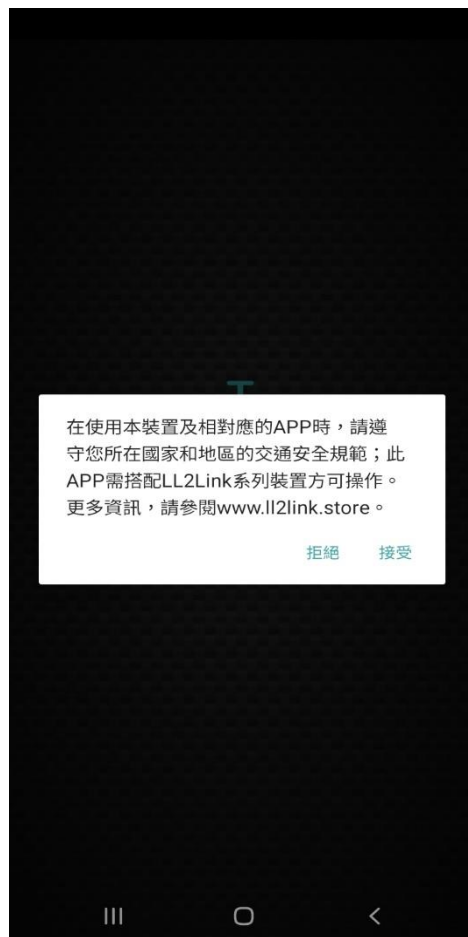 在使用本裝置及相對應的APP時，請遵
守您所在國家和地區的交通安全規範；此
APP需搭配LL2Link系列裝置方可操作。
更多資訊，請參閱www.ll2link.store。
拒絕 接受